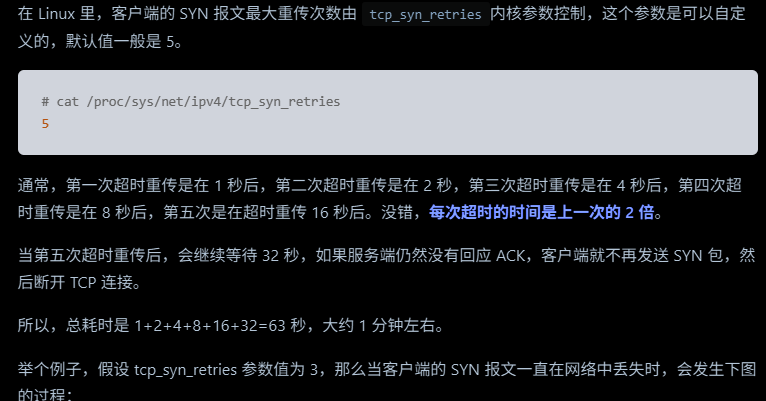 在 Linux 里，客户端的 SYN 报文最大重传次数由 tcp_syn_retries 内核参数控制，这个参数是可以自定
义的，默认值一般是 5。
# cat /proc/sys/net/ipv4/tcp_syn_retries
5
通常，第一次超时重传是在 1 秒后，第二次超时重传是在 2 秒，第三次超时重传是在 4 秒后，第四次超
时重传是在 8 秒后，第五次是在超时重传 16 秒后。没错，每次超时的时间是上一次的 2 倍。
当第五次超时重传后，会继续等待 32 秒，如果服务端仍然没有回应 ACK，客户端就不再发送 SYN 包，然
后断开 TCP 连接。
所以，总耗时是 1+2+4+8+16+32=63 秒，大约 1 分钟左右。
举个例子，假设 tcp_syn_retries 参数值为 3，那么当客户端的 SYN 报文一直在网络中丢失时，会发生下图
的过程：